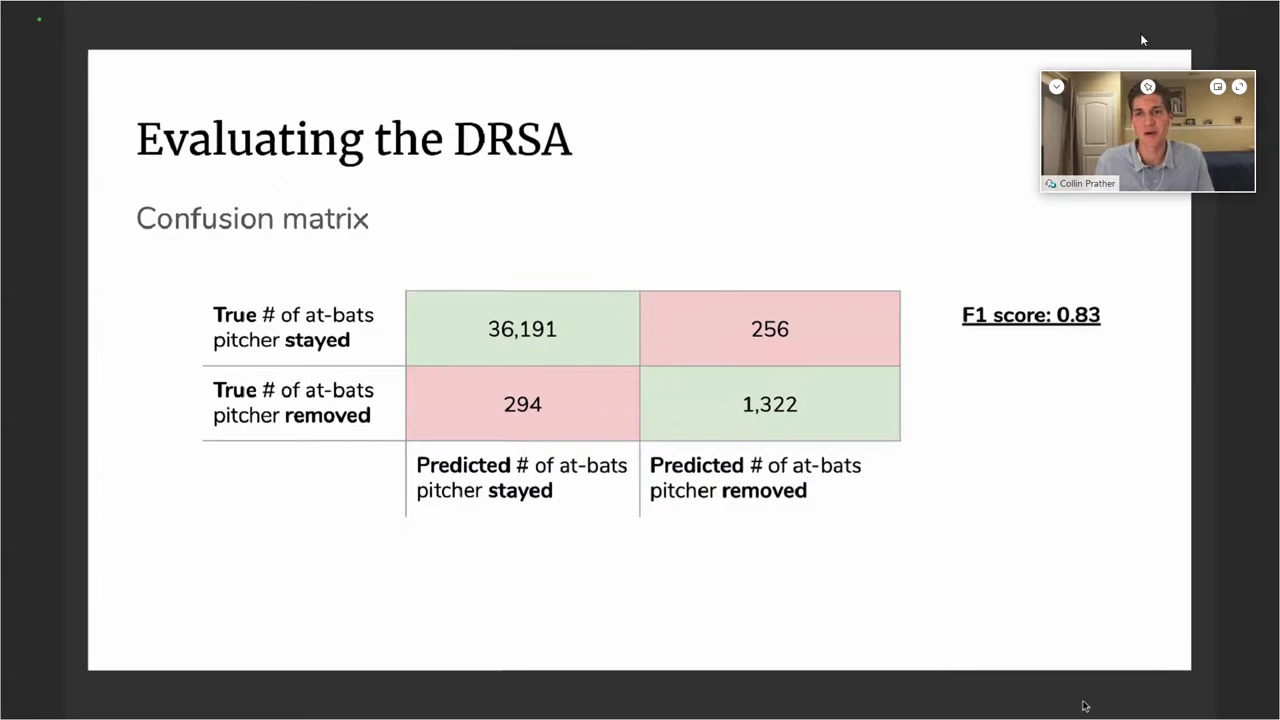 Evaluating the DRSA
Collin Prather
Confusion matrix
True # of at-bats
pitcher stayed
36,191
256
F1 score: 0.83
True # of at-bats
pitcher removed
294
1,322
Predicted # of at-bats
pitcher stayed
Predicted # of at-bats
pitcher removed